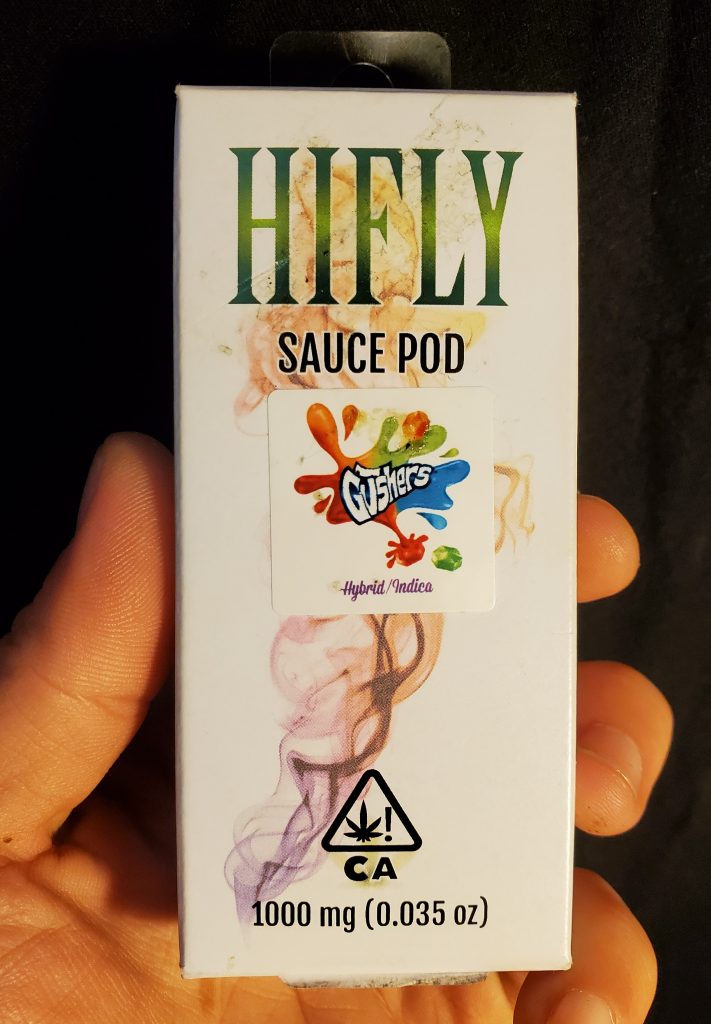 HIFLY
SAUCE POD
Gushers
Hybrid/Indica
CA
1000 mg (0.035 oz)